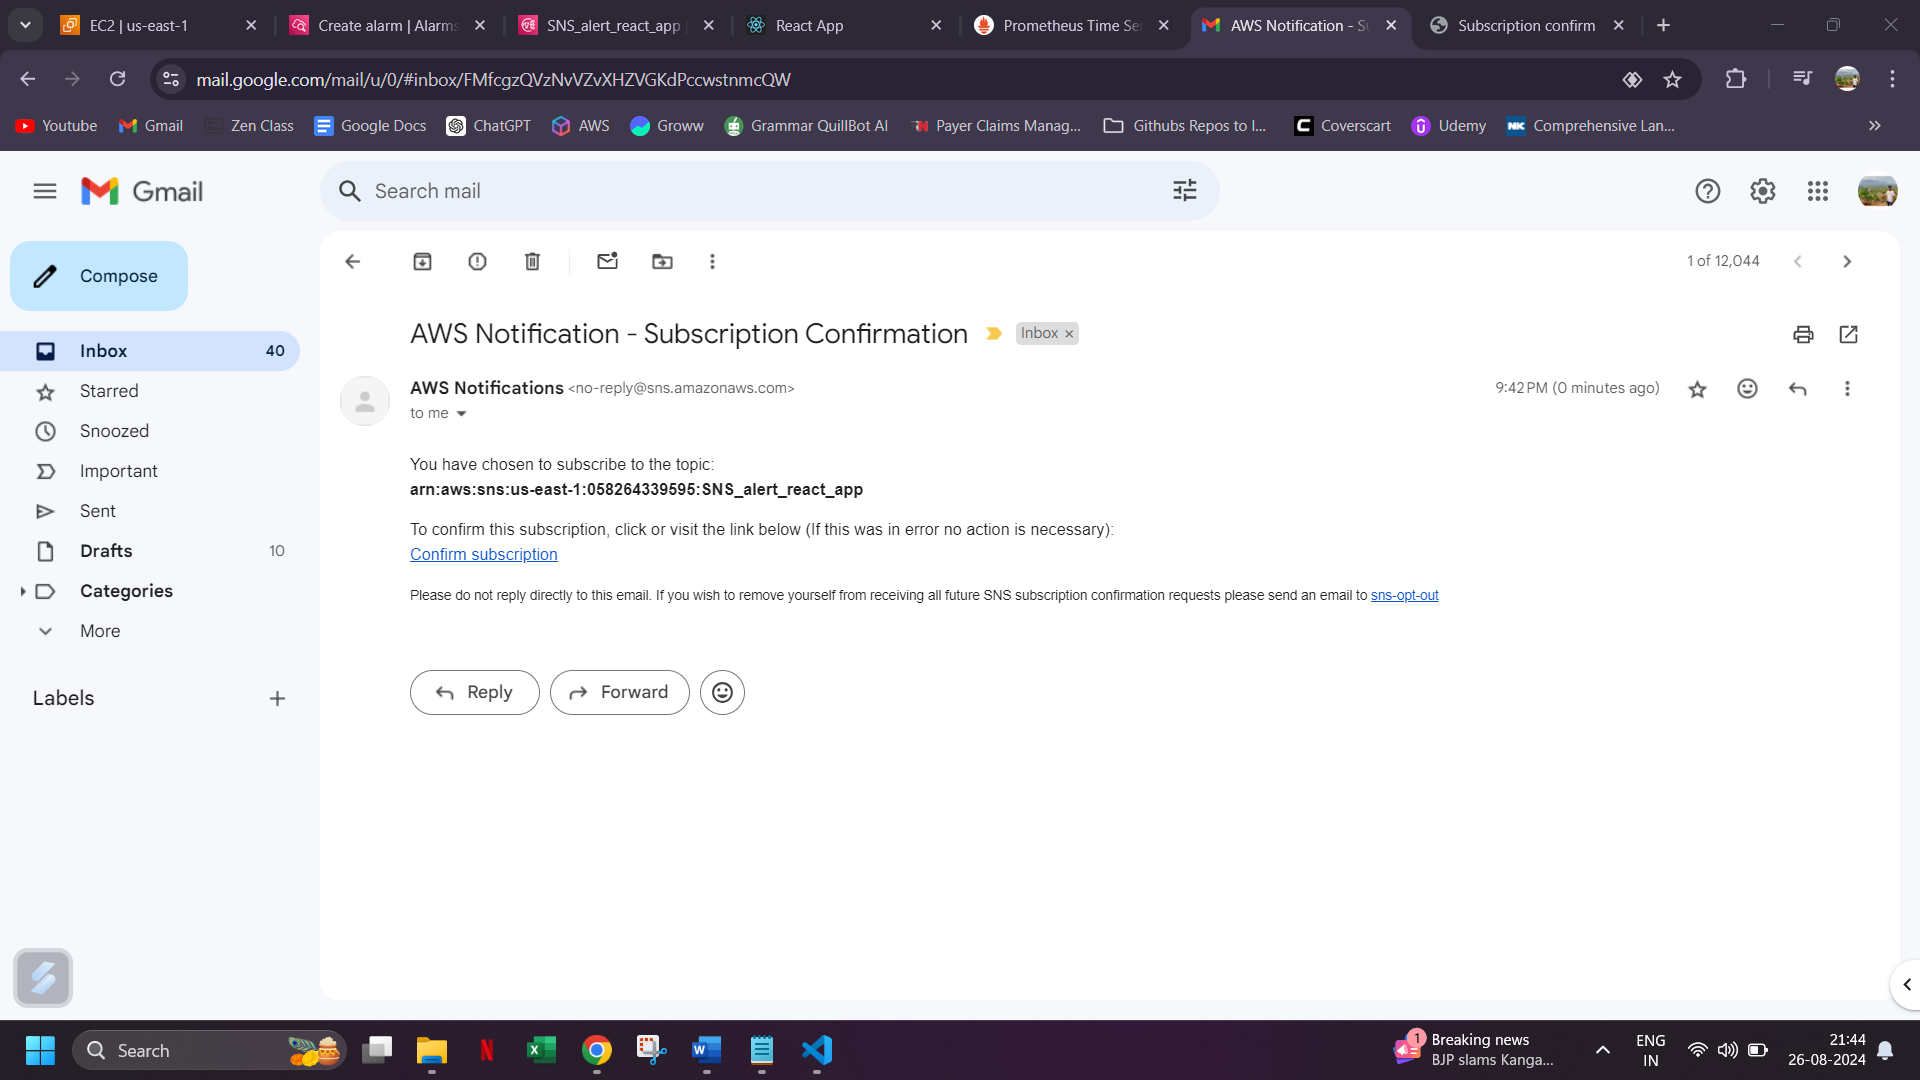 EC2 | us-east-1
Create alarm | Alarms
SNS_alert_react_app
React App
Prometheus Time Ser
AWS Notification - Su
Subscription confirm
mail.google.com/mail/u/0/#inbox/FMfcgzQVzNvVZvXHZVGKdPccwstnmcQW
Youtube
Gmail
Zen Class
Google Docs
ChatGPT
AWS
Groww
Grammar QuillBot AI
Payer Claims Manag...
Githubs Repos to I...
Coverscart
Udemy
Comprehensive Lan...
Gmail
Search mail
Compose
1 of 12,044
AWS Notification - Subscription Confirmation
Inbox
Inbox 40
Starred
Snoozed
Important
Sent
Drafts 10
Categories
More
Labels
AWS Notifications <no-reply@sns.amazonaws.com>
9:42 PM (0 minutes ago)
to me
You have chosen to subscribe to the topic:
arn:aws:sns:us-east-1:058264339595:SNS_alert_react_app
To confirm this subscription, click or visit the link below (If this was in error no action is necessary):
Confirm subscription
Please do not reply directly to this email. If you wish to remove yourself from receiving all future SNS subscription confirmation requests please send an email to sns-opt-out
Reply
Forward
Search
1
Breaking news
BJP slams Kanga...
ENG
IN
21:44
26-08-2024